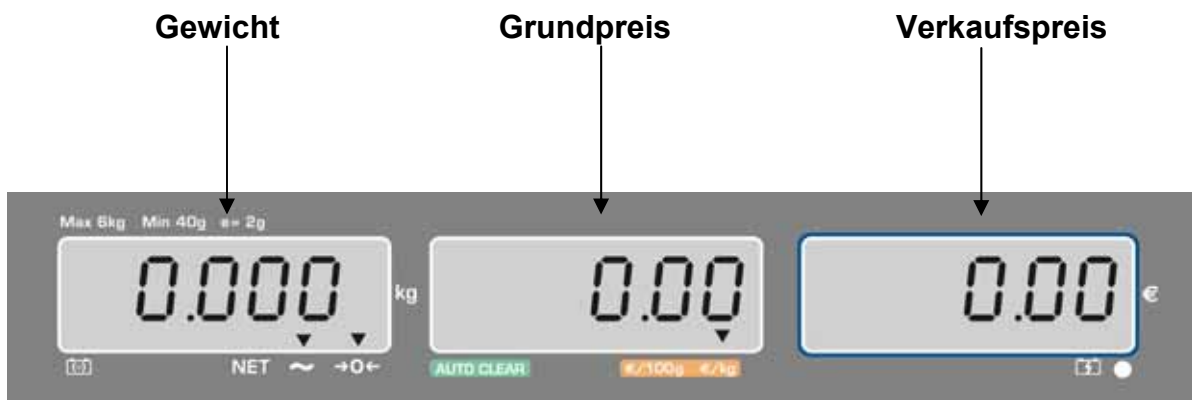 Gewicht Grundpreis Verkaufspreis
Max 6kg Min 40g e= 2g
0.000 kg 0.00 0.00 €
NET ~ →0← AUTO CLEAR €/100g €/kg